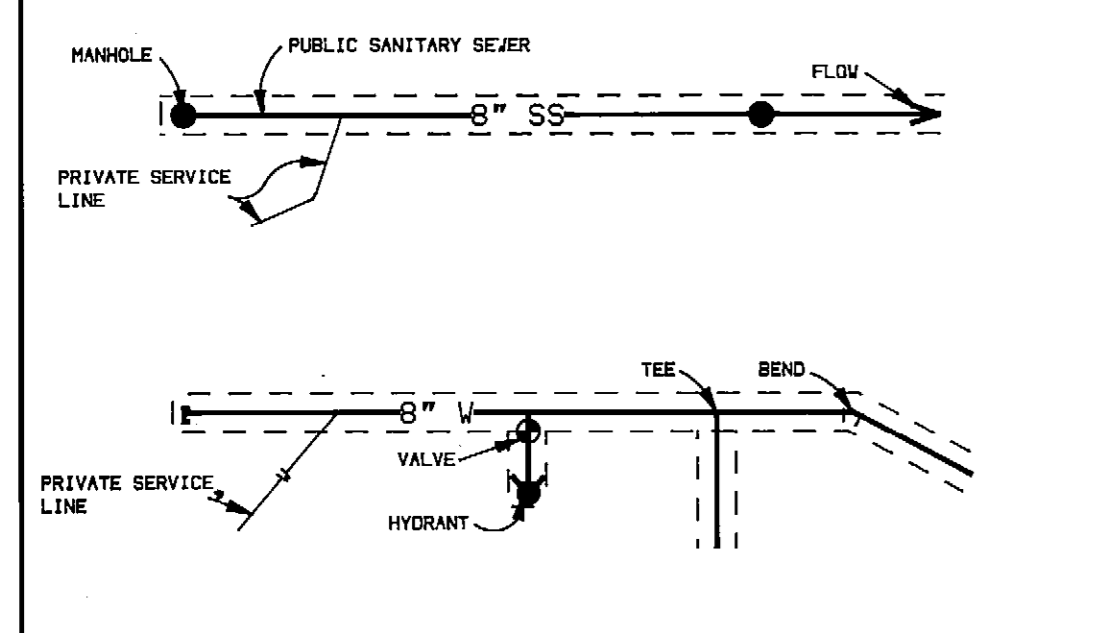 PUBLIC SANITARY SEWER
MANHOLE
FLOW
8" SS
PRIVATE SERVICE
LINE
TEE
BEND
8" W
VALVE
PRIVATE SERVICE
LINE
HYDRANT